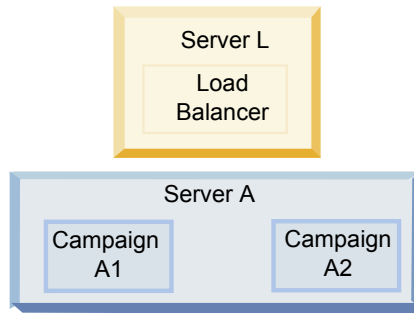 Server L
Load
Balancer
Server A
Campaign
A1
Campaign
A2